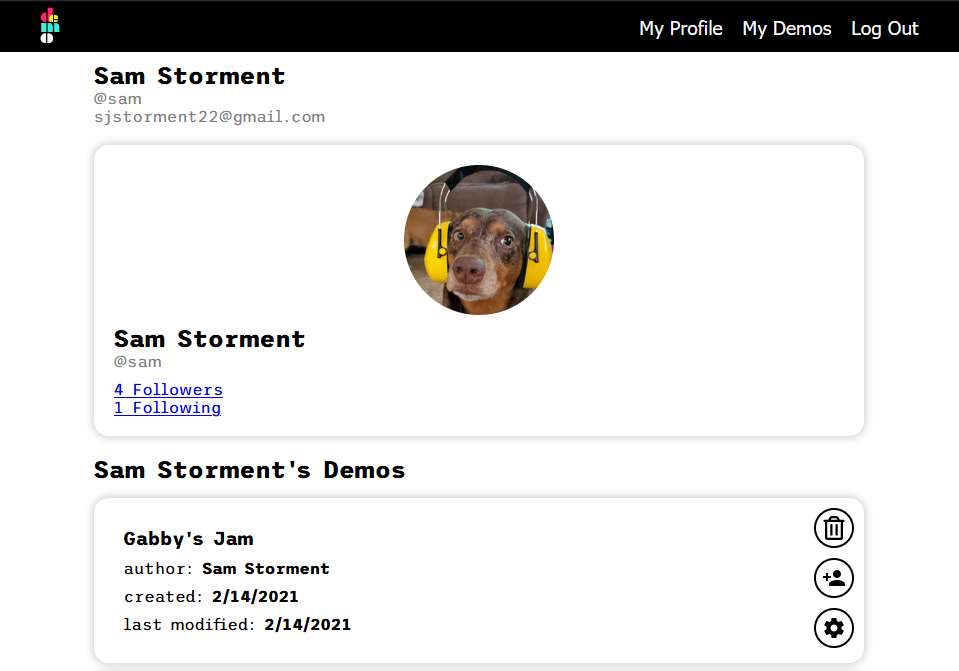 demo
My Profile My Demos Log Out
Sam Storment
@sam
sjstorment22@gmail.com
Sam Storment
@sam
4 Followers
1 Following
Sam Storment's Demos
Gabby's Jam
author: Sam Storment
created: 2/14/2021
last modified: 2/14/2021